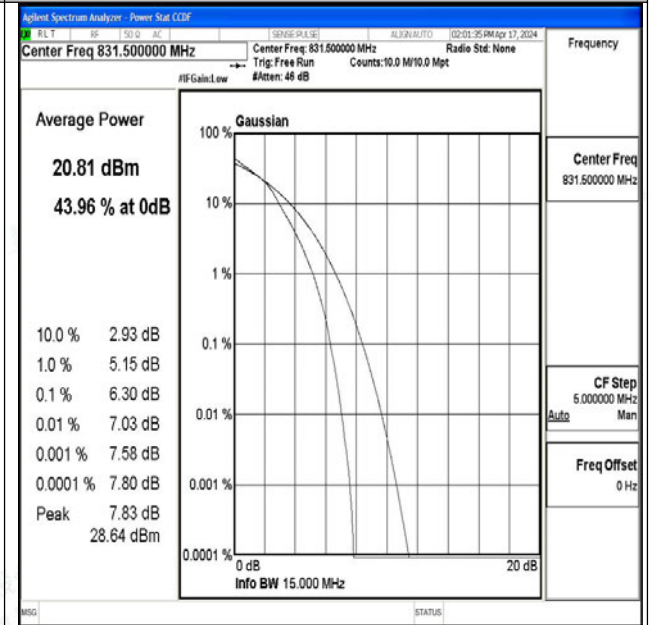 Agilent Spectrum Analyzer - Power Stat CCDF
RLT RF 50 Ω AC SENSE:PULSE ALIGNAUTO 02:01:35 PM Apr 17, 2024
Center Freq 831.500000 MHz
Center Freq: 831.500000 MHz Radio Std: None
Trig: Free Run Counts:10.0 M/10.0 Mpt
#IFGain:Low #Atten: 46 dB
Frequency
Average Power
20.81 dBm
43.96 % at 0dB
10.0 % 2.93 dB
1.0 % 5.15 dB
0.1 % 6.30 dB
0.01 % 7.03 dB
0.001 % 7.58 dB
0.0001 % 7.80 dB
Peak 7.83 dB
28.64 dBm
Gaussian
100 %
10 %
1 %
0.1 %
0.01 %
0.001 %
0.0001 %
0 dB 20 dB
Info BW 15.000 MHz
Center Freq
831.500000 MHz
CF Step
5.000000 MHz
Auto Man
Freq Offset
0 Hz
MSG STATUS